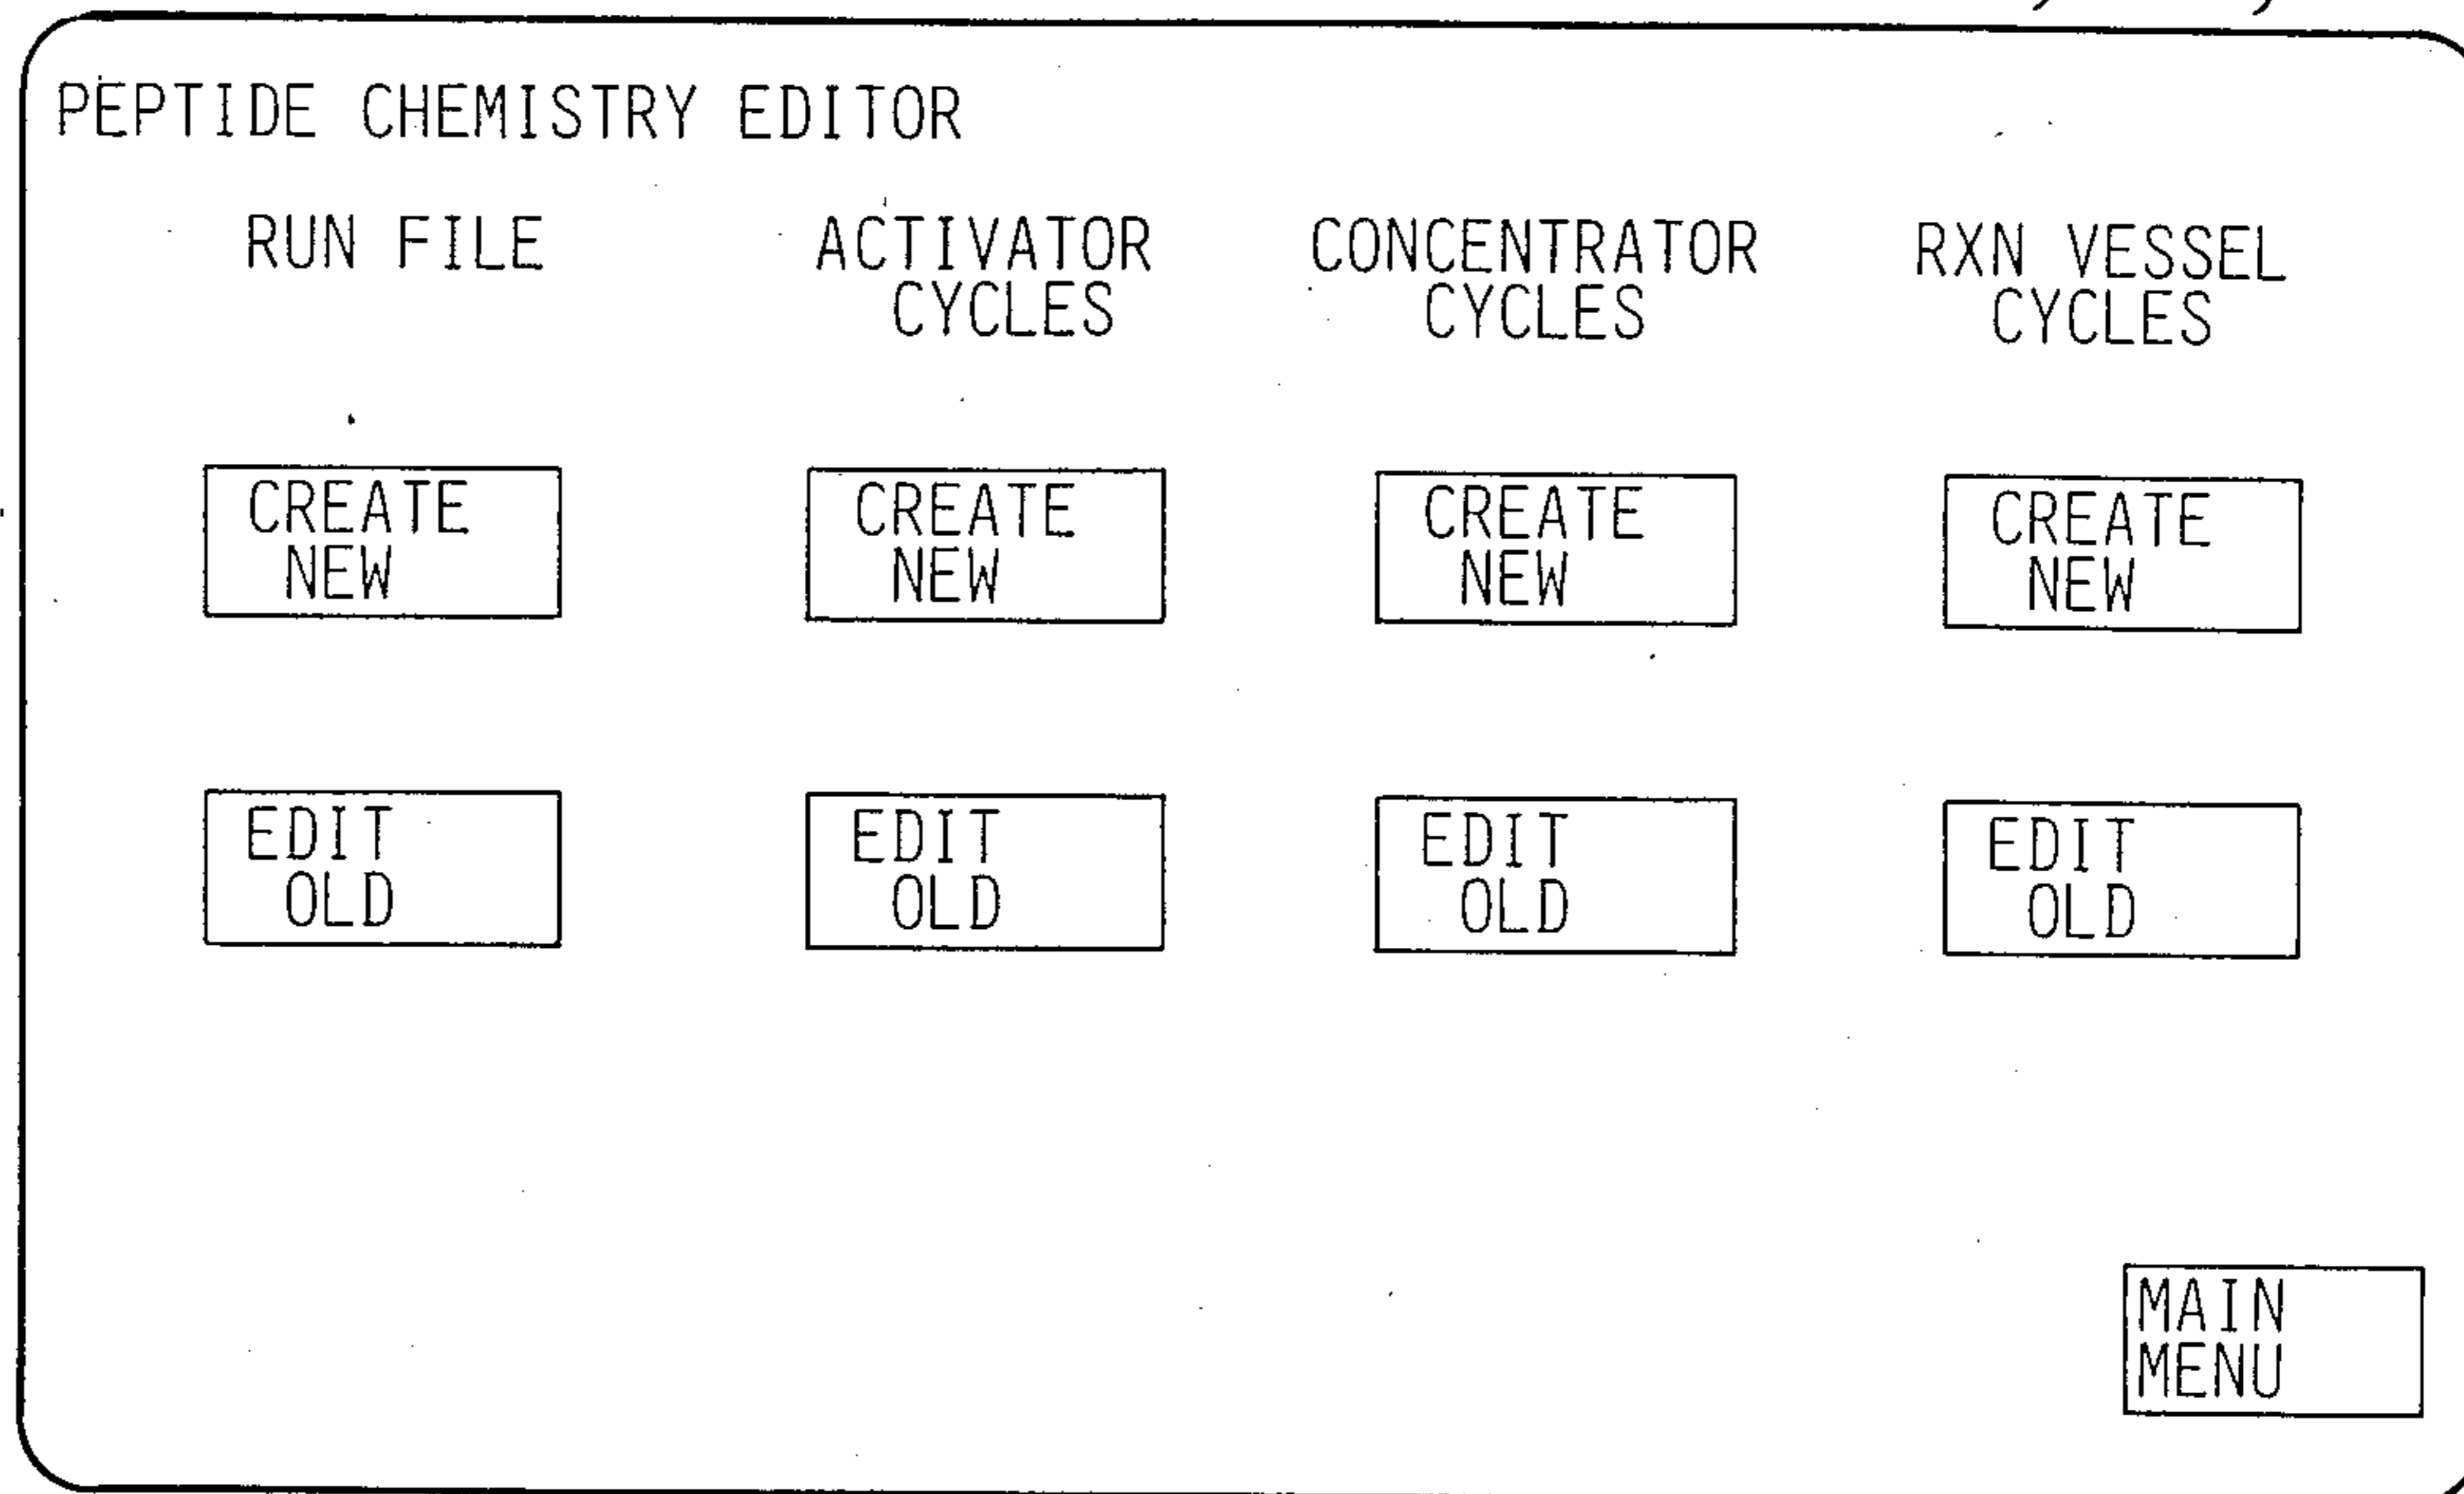 PEPTIDE CHEMISTRY EDITOR
RUN FILE ACTIVATOR CONCENTRATOR RXN VESSEL
CYCLES CYCLES CYCLES
CREATE CREATE CREATE CREATE
NEW NEW NEW NEW
EDIT EDIT EDIT EDIT
OLD OLD OLD OLD
MAIN
MENU